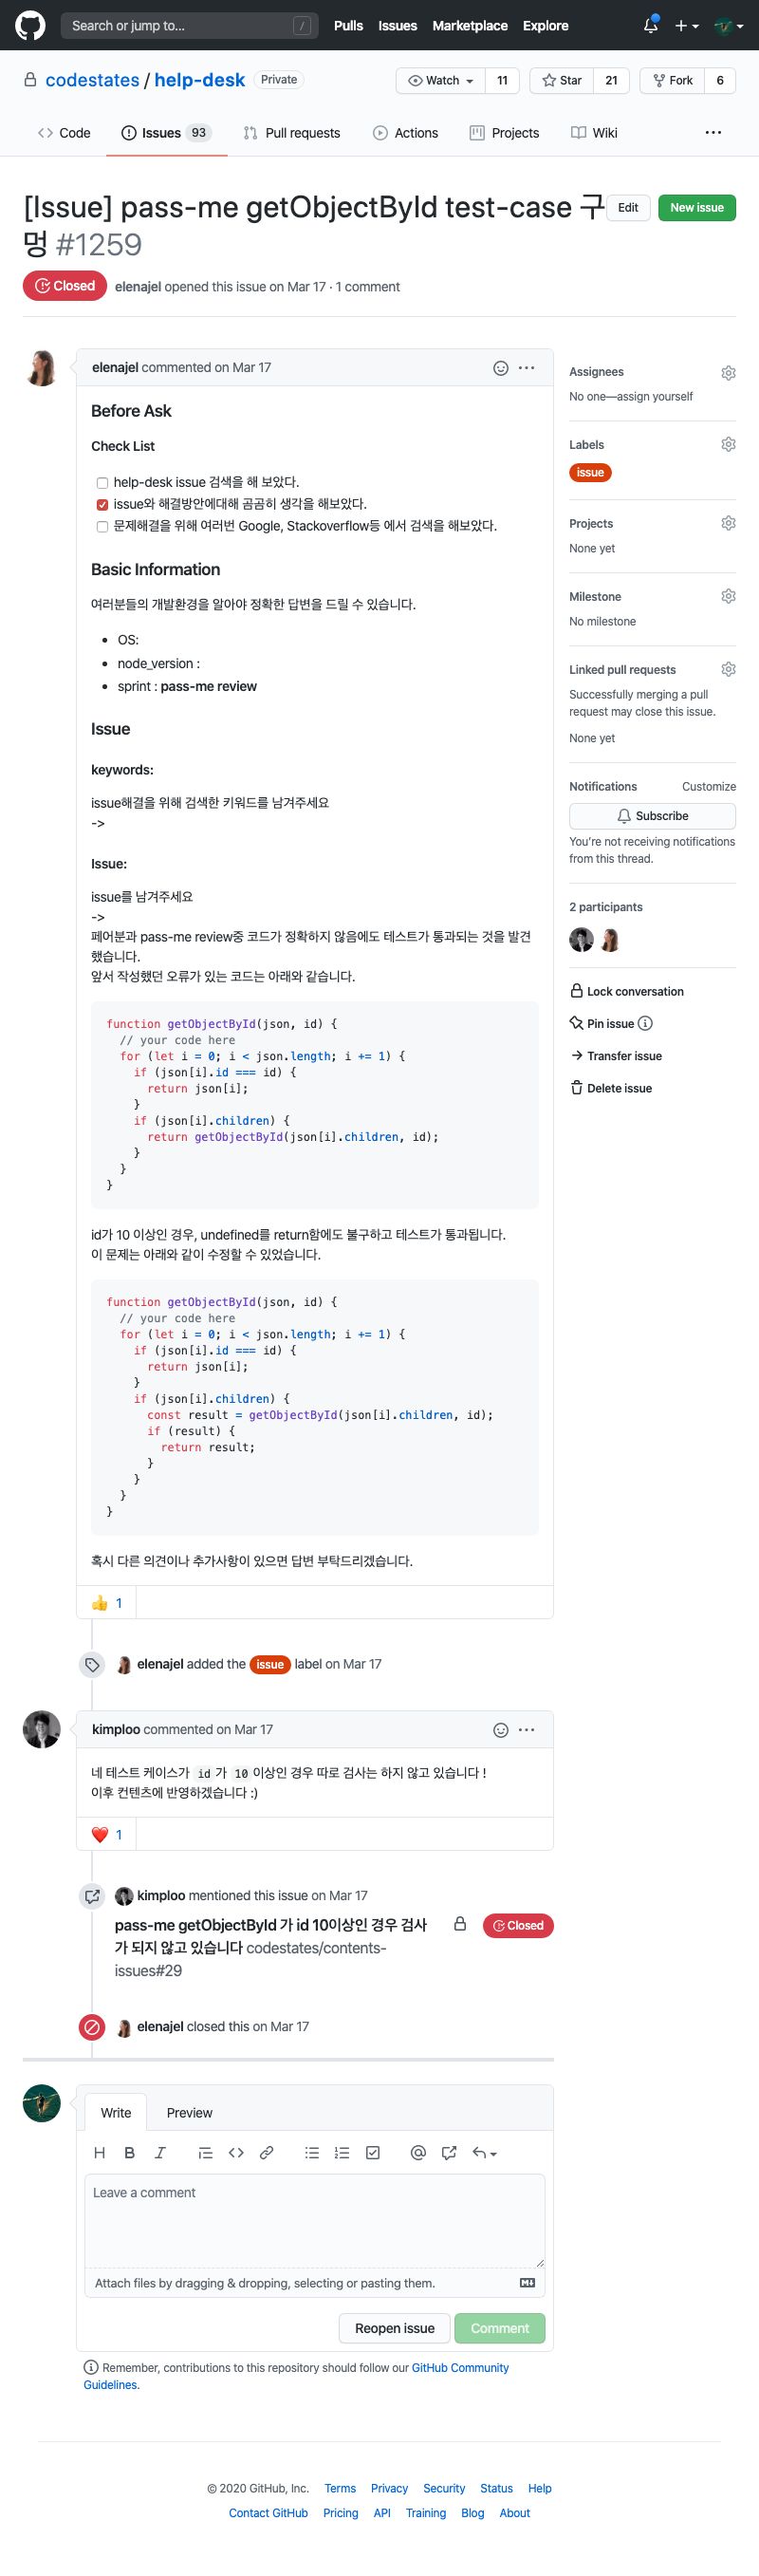 Search or jump to... / Pulls Issues Marketplace Explore
codestates / help-desk Private Watch 11 Star 21 Fork 6
Code Issues 93 Pull requests Actions Projects Wiki ...
[Issue] pass-me getObjectById test-case 구
멍 #1259
Edit New issue
Closed elenajel opened this issue on Mar 17 · 1 comment
elenajel commented on Mar 17
Before Ask
Check List
help-desk issue 검색을 해 보았다.
issue와 해결방안에대해 곰곰히 생각을 해보았다.
문제해결을 위해 여러번 Google, Stackoverflow등 에서 검색을 해보았다.
Basic Information
여러분들의 개발환경을 알아야 정확한 답변을 드릴 수 있습니다.
• OS:
• node_version :
• sprint : pass-me review
Issue
keywords:
issue해결을 위해 검색한 키워드를 남겨주세요
->
Issue:
issue를 남겨주세요
->
페어분과 pass-me review중 코드가 정확하지 않음에도 테스트가 통과되는 것을 발견
했습니다.
앞서 작성했던 오류가 있는 코드는 아래와 같습니다.
function getObjectById(json, id) {
  // your code here
  for (let i = 0; i < json.length; i += 1) {
    if (json[i].id === id) {
      return json[i];
    }
    if (json[i].children) {
      return getObjectById(json[i].children, id);
    }
  }
}
id가 10 이상인 경우, undefined를 return함에도 불구하고 테스트가 통과됩니다.
이 문제는 아래와 같이 수정할 수 있었습니다.
function getObjectById(json, id) {
  // your code here
  for (let i = 0; i < json.length; i += 1) {
    if (json[i].id === id) {
      return json[i];
    }
    if (json[i].children) {
      const result = getObjectById(json[i].children, id);
      if (result) {
        return result;
      }
    }
  }
}
혹시 다른 의견이나 추가사항이 있으면 답변 부탁드리겠습니다.
👍 1
elenajel added the issue label on Mar 17
kimploo commented on Mar 17
네 테스트 케이스가 id 가 10 이상인 경우 따로 검사는 하지 않고 있습니다 !
이후 컨텐츠에 반영하겠습니다 :)
❤️ 1
kimploo mentioned this issue on Mar 17
pass-me getObjectById 가 id 10이상인 경우 검사
가 되지 않고 있습니다 codestates/contents-
issues#29
Closed
elenajel closed this on Mar 17
Write Preview
Leave a comment
Attach files by dragging & dropping, selecting or pasting them.
Reopen issue Comment
Remember, contributions to this repository should follow our GitHub Community
Guidelines.
Assignees
No one—assign yourself
Labels
issue
Projects
None yet
Milestone
No milestone
Linked pull requests
Successfully merging a pull
request may close this issue.
None yet
Notifications Customize
Subscribe
You're not receiving notifications
from this thread.
2 participants
Lock conversation
Pin issue
Transfer issue
Delete issue
© 2020 GitHub, Inc. Terms Privacy Security Status Help
Contact GitHub Pricing API Training Blog About